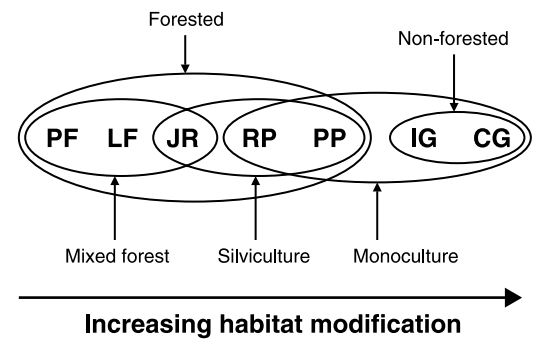 Forested
Non-forested
PF LF JR RP PP IG CG
Mixed forest Silviculture Monoculture
Increasing habitat modification